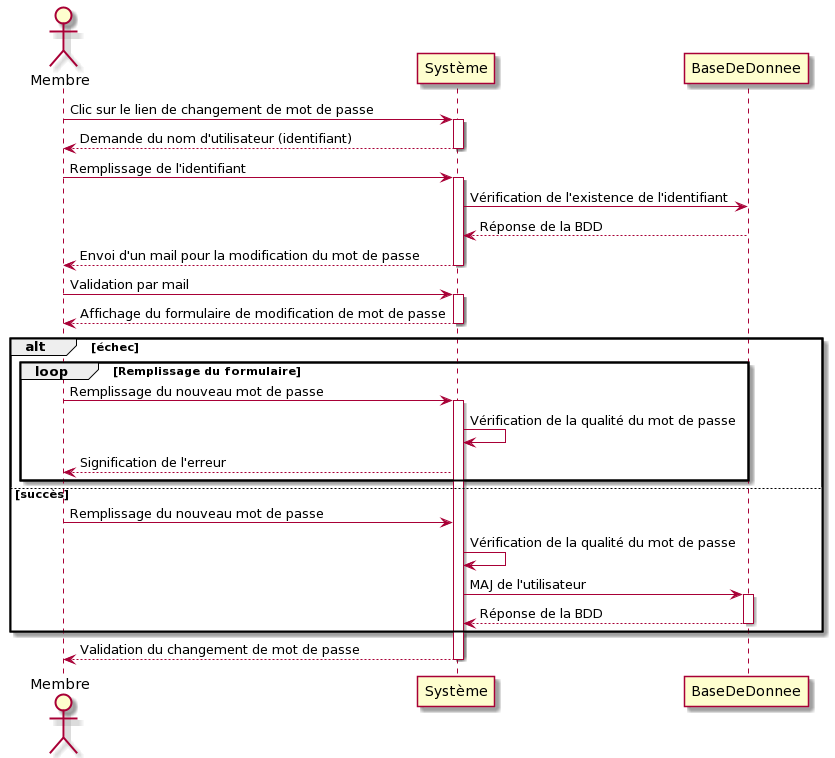 Membre
Système
BaseDeDonnee
Clic sur le lien de changement de mot de passe
Demande du nom d'utilisateur (identifiant)
Remplissage de l'identifiant
Vérification de l'existence de l'identifiant
Réponse de la BDD
Envoi d'un mail pour la modification du mot de passe
Validation par mail
Affichage du formulaire de modification de mot de passe
alt [échec]
loop [Remplissage du formulaire]
Remplissage du nouveau mot de passe
Vérification de la qualité du mot de passe
Signification de l'erreur
[succès]
Remplissage du nouveau mot de passe
Vérification de la qualité du mot de passe
MAJ de l'utilisateur
Réponse de la BDD
Validation du changement de mot de passe
Membre
Système
BaseDeDonnee